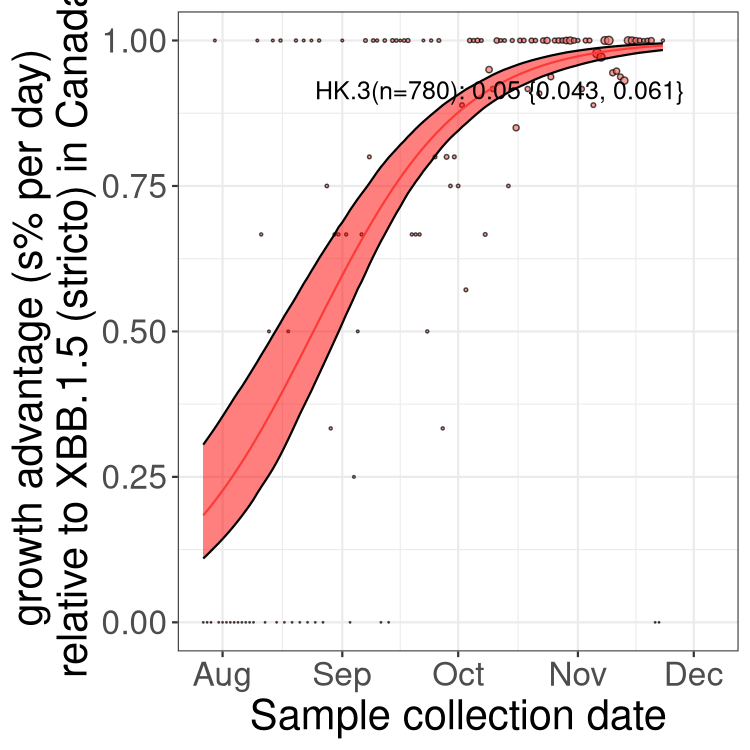 growth advantage (s% per day)
relative to XBB.1.5 (stricto) in Canada
1.00
0.75
0.50
0.25
0.00
HK.3(n=780): 0.05 {0.043, 0.061}
Aug Sep Oct Nov Dec
Sample collection date